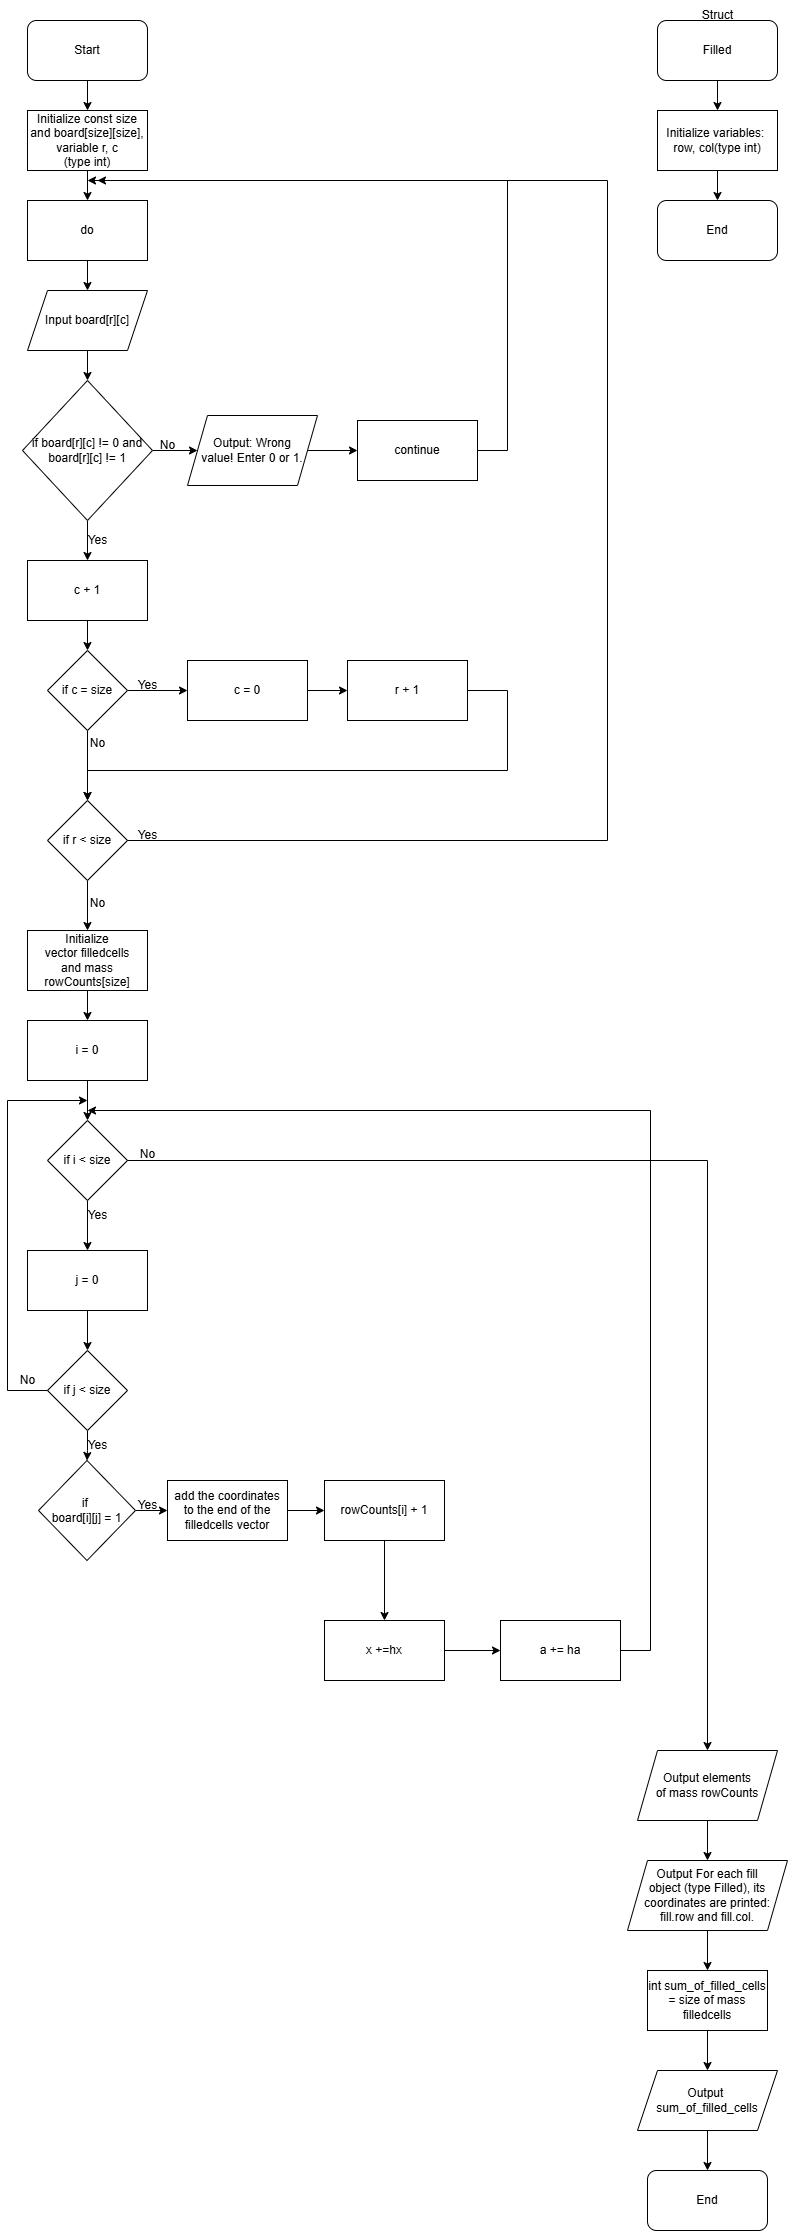 Struct
Start
Filled
Initialize const size
and board[size][size],
variable r, c
(type int)
Initialize variables:
row, col(type int)
do
End
Input board[r][c]
if board[r][c] != 0 and
board[r][c] != 1
No
Output: Wrong
value! Enter 0 or 1.
continue
Yes
c + 1
if c = size
Yes
c = 0
r + 1
No
if r < size
Yes
No
Initialize
vector filledcells
and mass
rowCounts[size]
i = 0
if i < size
No
Yes
j = 0
if j < size
No
Yes
if
board[i][j] = 1
Yes
add the coordinates
to the end of the
filledcells vector
rowCounts[i] + 1
x +=hx
a += ha
Output elements
of mass rowCounts
Output For each fill
object (type Filled), its
coordinates are printed:
fill.row and fill.col.
int sum_of_filled_cells
= size of mass
filledcells
Output
sum_of_filled_cells
End